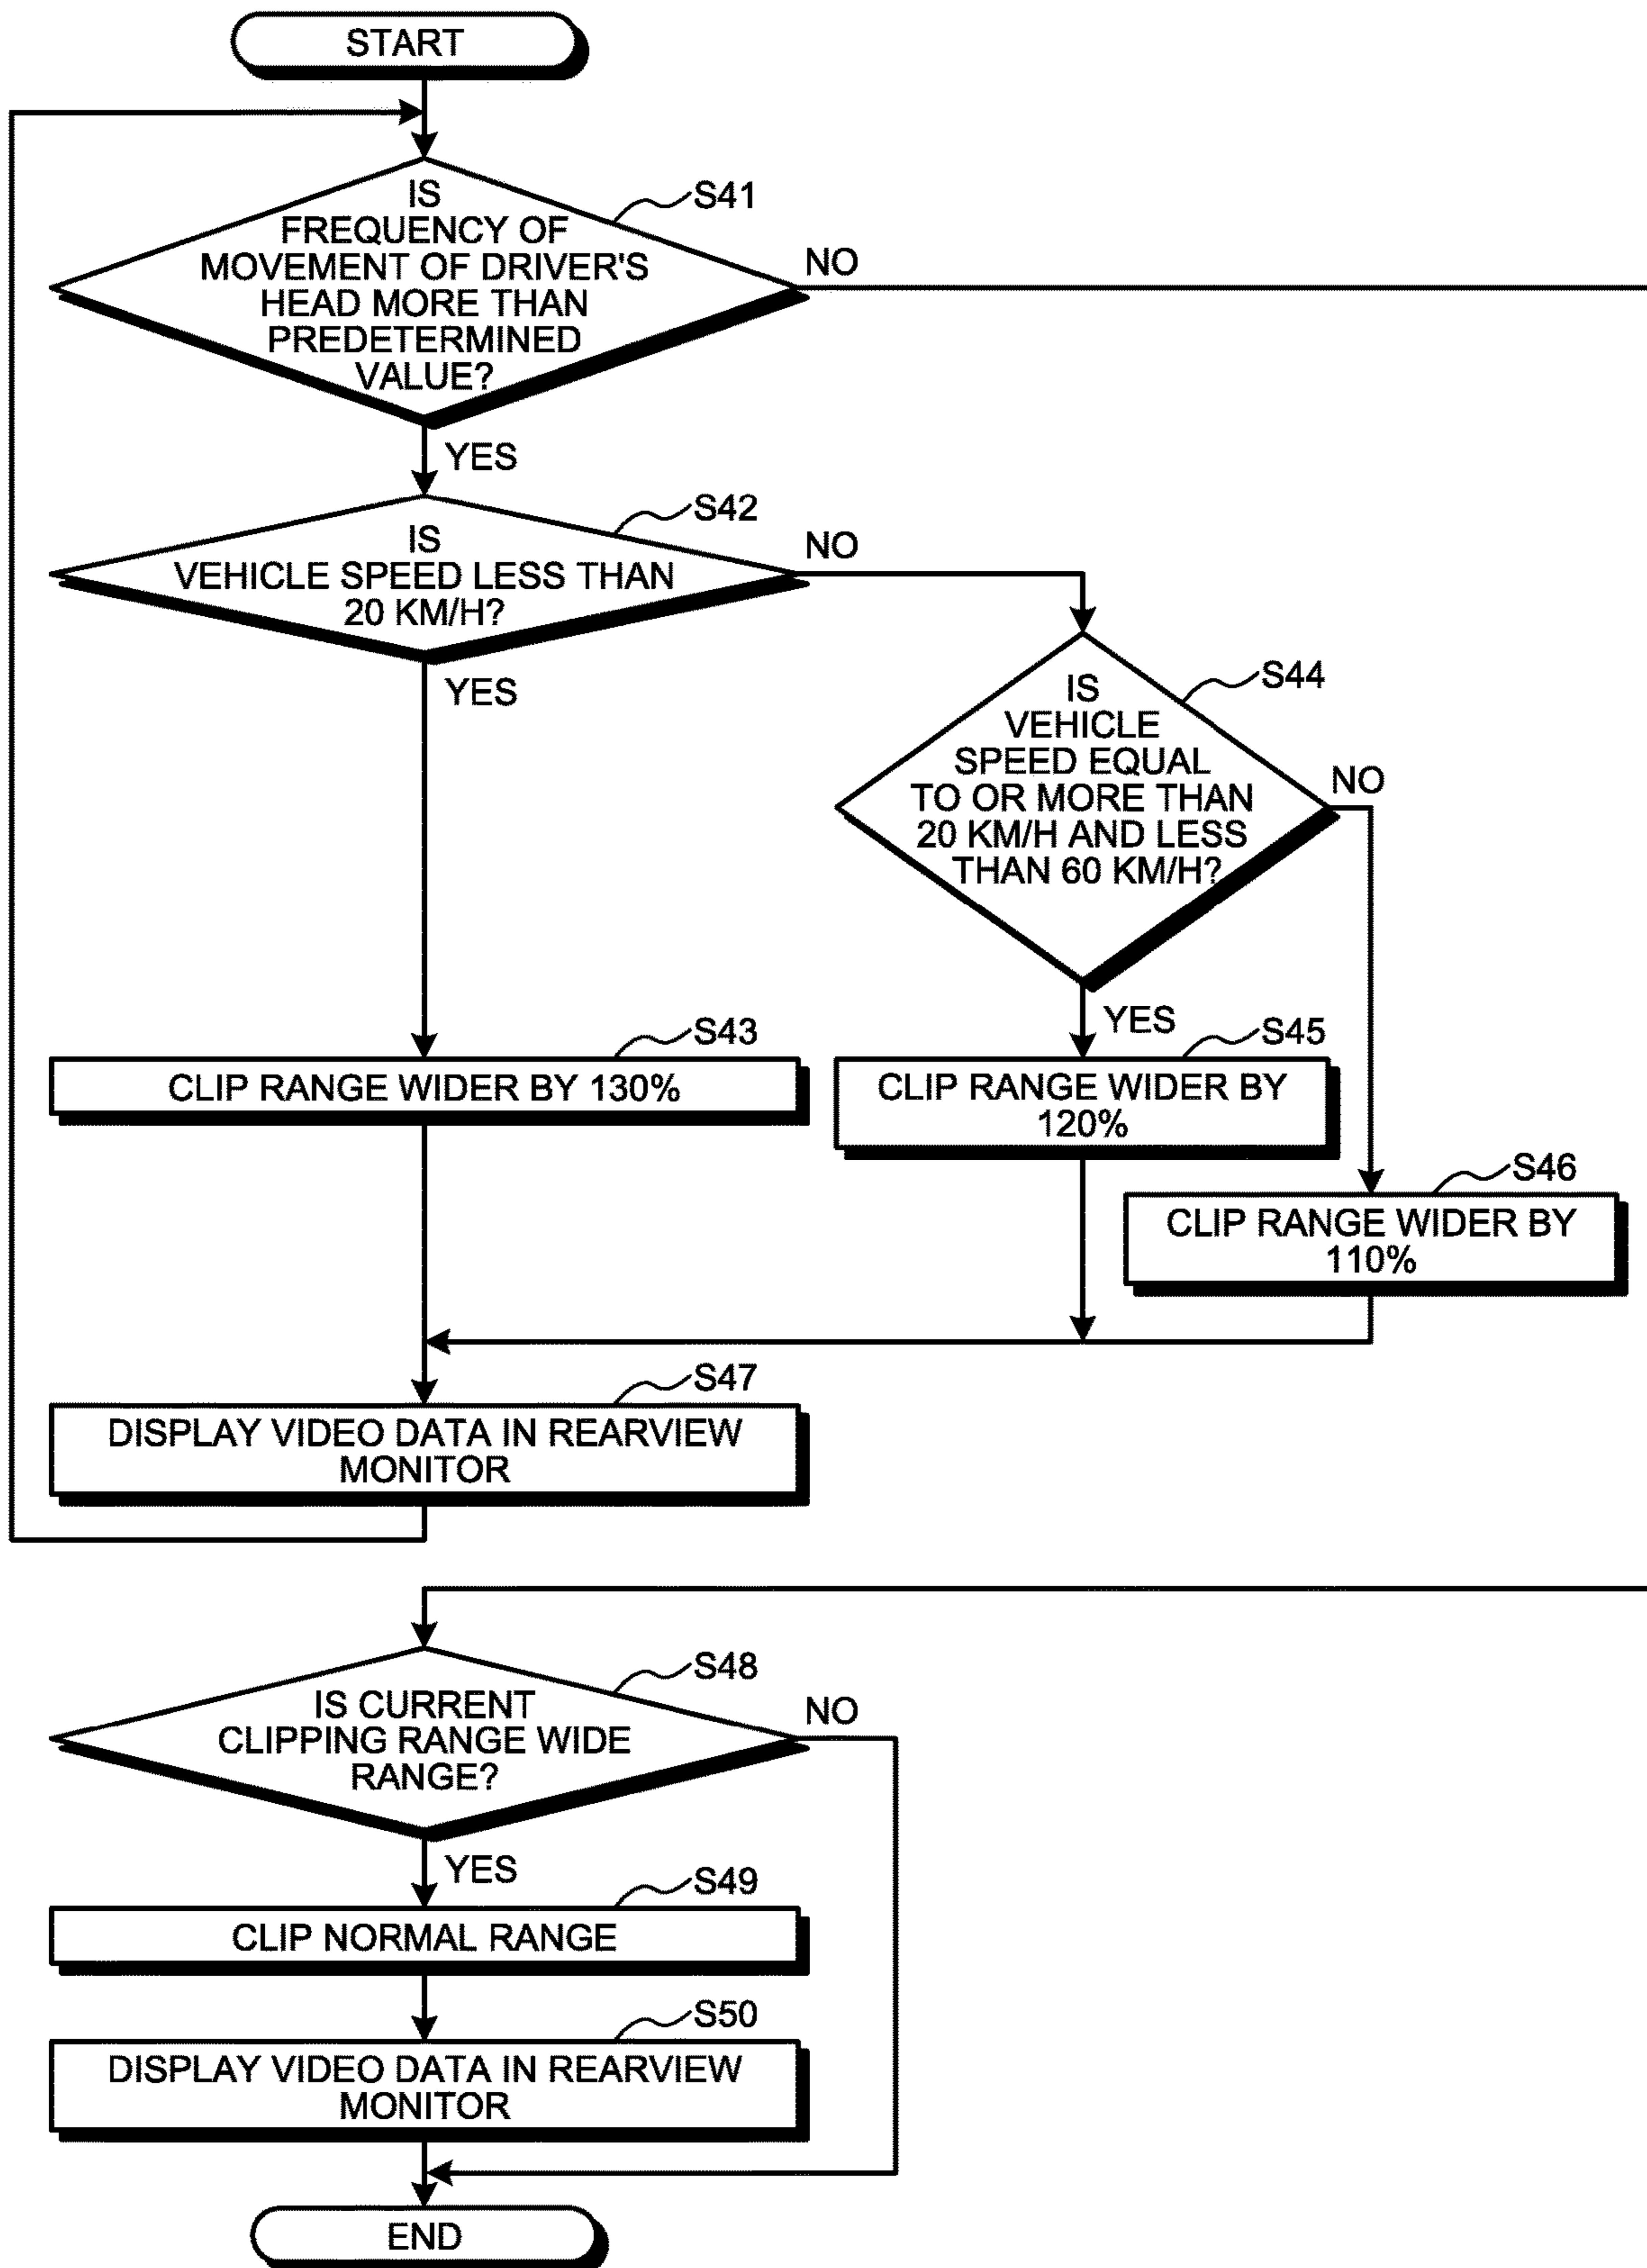 START
S41
IS
FREQUENCY OF
MOVEMENT OF DRIVER'S
HEAD MORE THAN
PREDETERMINED
VALUE?
NO
YES
S42
IS
VEHICLE SPEED LESS THAN
20 KM/H?
NO
YES
S44
IS
VEHICLE
SPEED EQUAL
TO OR MORE THAN
20 KM/H AND LESS
THAN 60 KM/H?
NO
YES
S43
CLIP RANGE WIDER BY 130%
S45
CLIP RANGE WIDER BY
120%
S46
CLIP RANGE WIDER BY
110%
S47
DISPLAY VIDEO DATA IN REARVIEW
MONITOR
S48
IS CURRENT
CLIPPING RANGE WIDE
RANGE?
NO
YES
S49
CLIP NORMAL RANGE
S50
DISPLAY VIDEO DATA IN REARVIEW
MONITOR
END